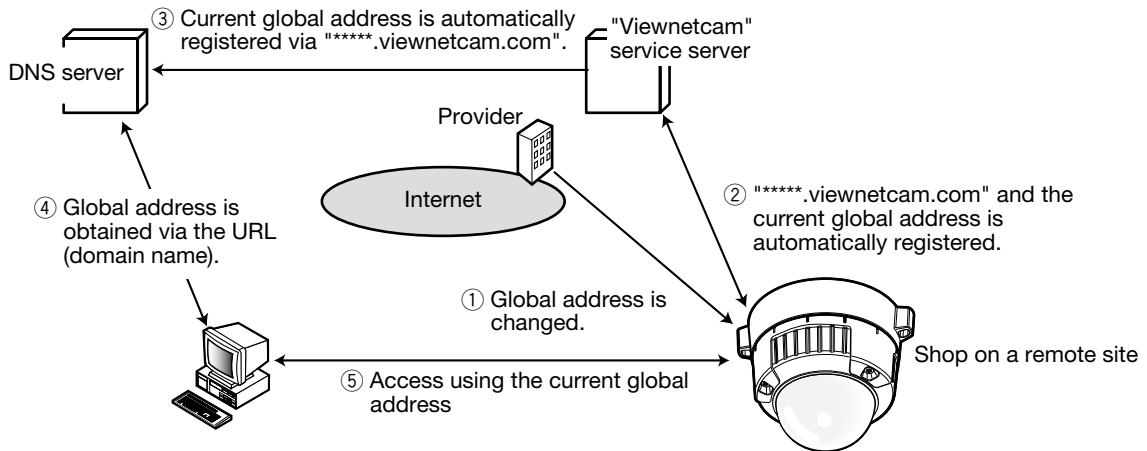 ③ Current global address is automatically
registered via "*****.viewnetcam.com".
"Viewnetcam"
service server
DNS server
Provider
Internet
④ Global address is
obtained via the URL
(domain name).
② "*****.viewnetcam.com" and the
current global address is
automatically registered.
① Global address is
changed.
Shop on a remote site
⑤ Access using the current global
address